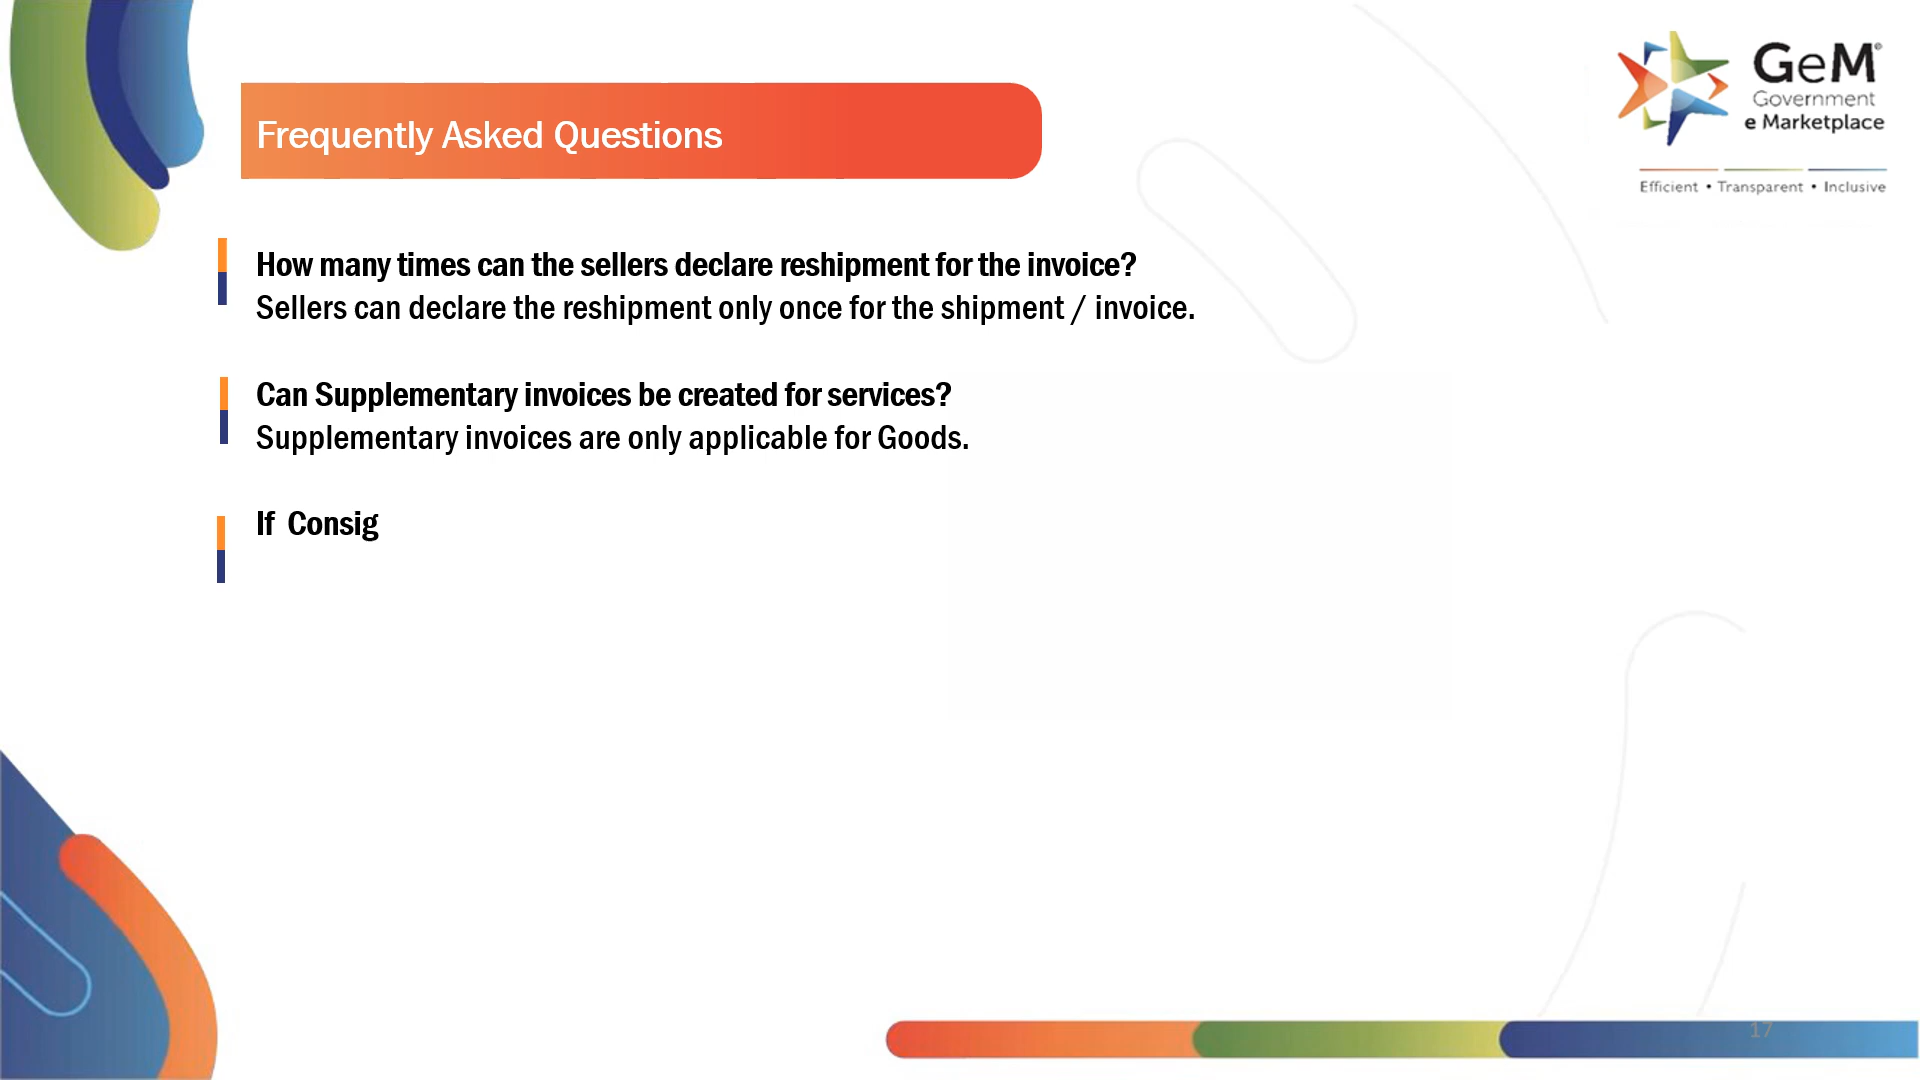 GeM®
Government
e Marketplace
Efficient • Transparent • Inclusive
Frequently Asked Questions
How many times can the sellers declare reshipment for the invoice?
Sellers can declare the reshipment only once for the shipment / invoice.
Can Supplementary invoices be created for services?
Supplementary invoices are only applicable for Goods.
If Consig
17